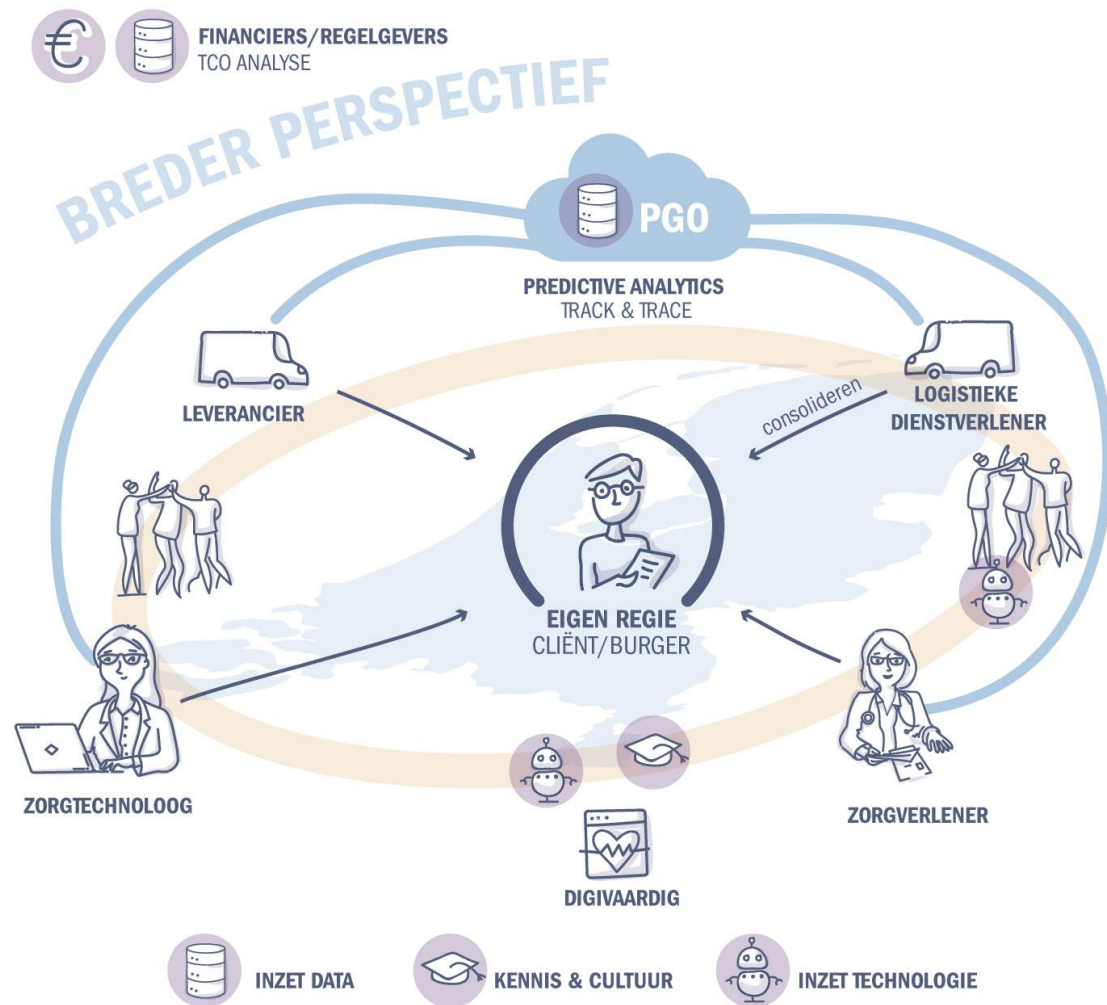 FINANCIERS/REGELGEVERS
TCO ANALYSE
BREDER PERSPECTIEF
€
PGO
PREDICTIVE ANALYTICS
TRACK & TRACE
LEVERANCIER
consolideren
LOGISTIEKE
DIENSTVERLENER
EIGEN REGIE
CLIËNT/BURGER
ZORGTECHNOLOOG
ZORGVERLENER
DIGIVAARDIG
INZET DATA
KENNIS & CULTUUR
INZET TECHNOLOGIE